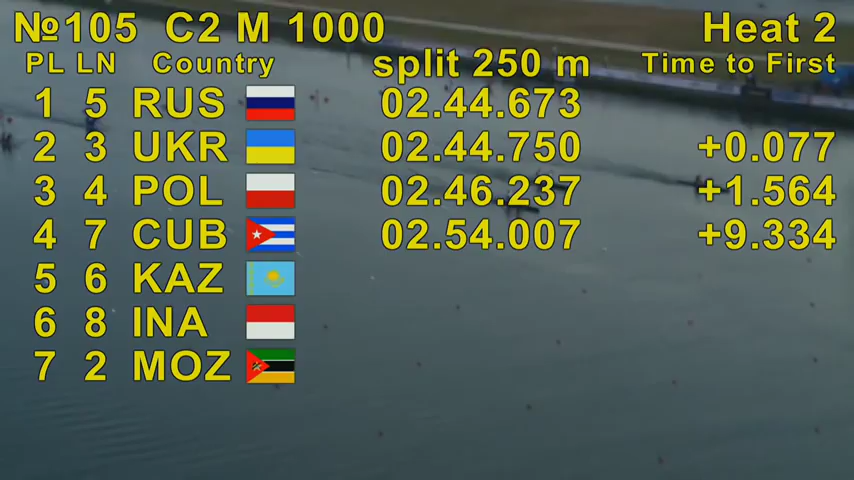 №105 C2 M 1000 Heat 2
PL LN Country split 250 m Time to First
1 5 RUS 02.44.673
2 3 UKR 02.44.750 +0.077
3 4 POL 02.46.237 +1.564
4 7 CUB 02.54.007 +9.334
5 6 KAZ
6 8 INA
7 2 MOZ